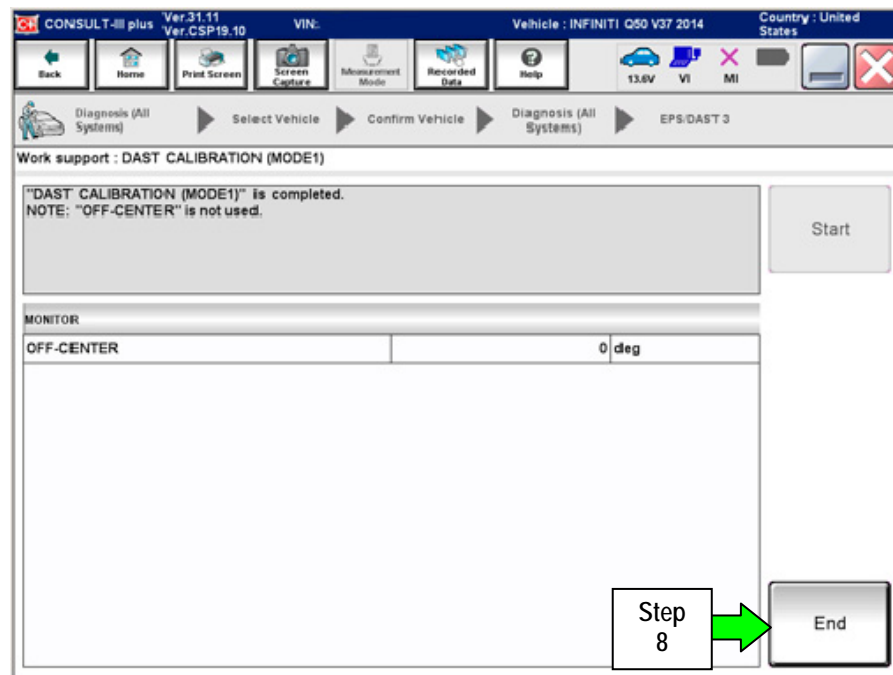 CONSULT-III plus Ver.31.11 Ver.CSP19.10 VIN: Vehicle : INFINITI Q50 V37 2014 Country : United States
Back Home Print Screen Screen Capture Measurement Mode Recorded Data Help 13.6V VI MI
Diagnosis (All Systems) Select Vehicle Confirm Vehicle Diagnosis (All Systems) EPS/DAST 3
Work support : DAST CALIBRATION (MODE1)
"DAST CALIBRATION (MODE1)" is completed.
NOTE: "OFF-CENTER" is not used.
Start
MONITOR
OFF-CENTER 0 deg
Step
8
End